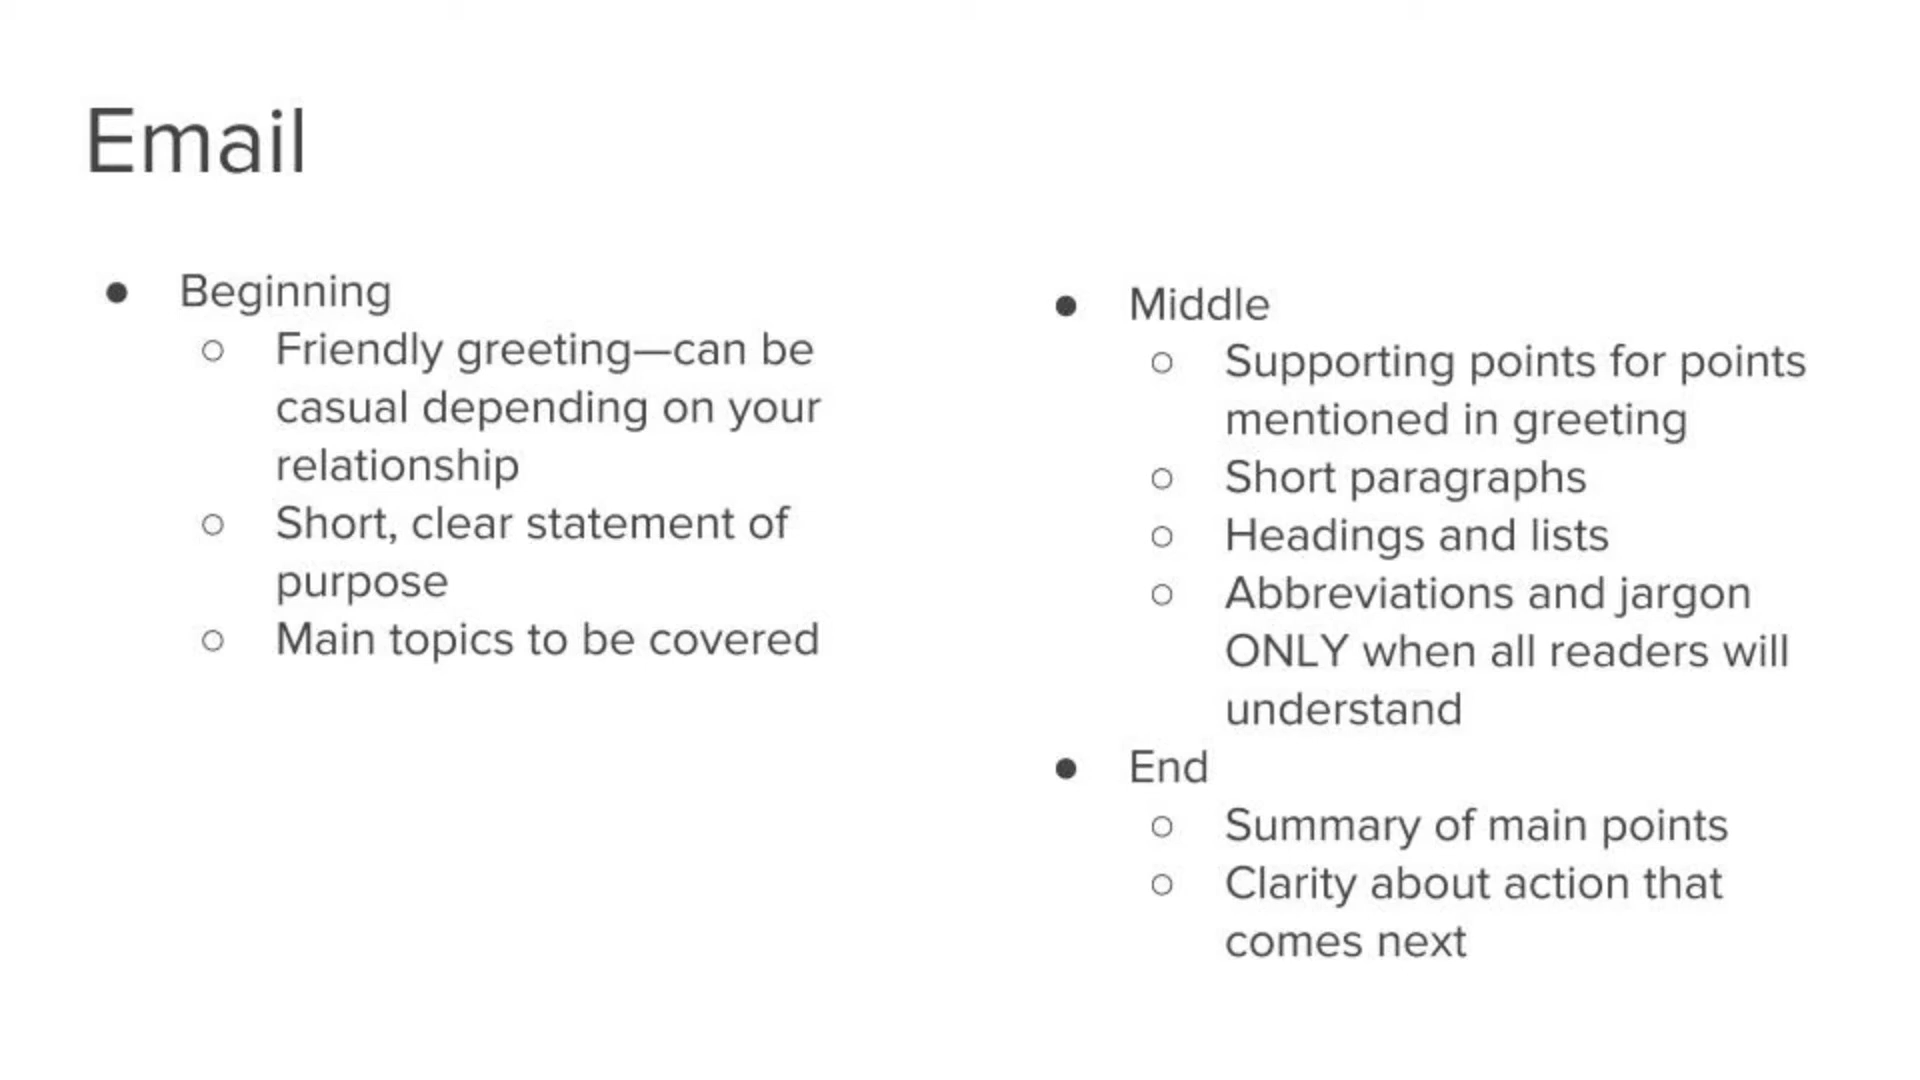 Email
● Beginning
○ Friendly greeting—can be
casual depending on your
relationship
○ Short, clear statement of
purpose
○ Main topics to be covered
● Middle
○ Supporting points for points
mentioned in greeting
○ Short paragraphs
○ Headings and lists
○ Abbreviations and jargon
ONLY when all readers will
understand
● End
○ Summary of main points
○ Clarity about action that
comes next